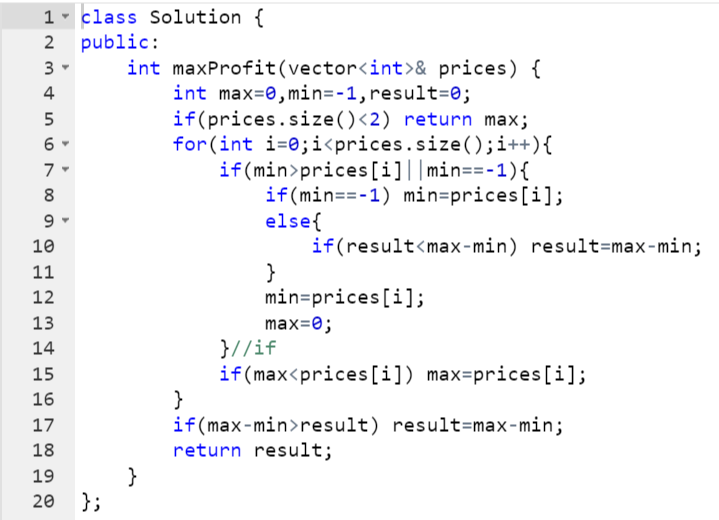 1 class Solution {
2 public:
3     int maxProfit(vector<int>& prices) {
4         int max=0,min=-1,result=0;
5         if(prices.size()<2) return max;
6         for(int i=0;i<prices.size();i++){
7             if(min>prices[i]||min==-1){
8                 if(min==-1) min=prices[i];
9                 else{
10                     if(result<max-min) result=max-min;
11                 }
12                 min=prices[i];
13                 max=0;
14             }//if
15             if(max<prices[i]) max=prices[i];
16         }
17         if(max-min>result) result=max-min;
18         return result;
19     }
20 };